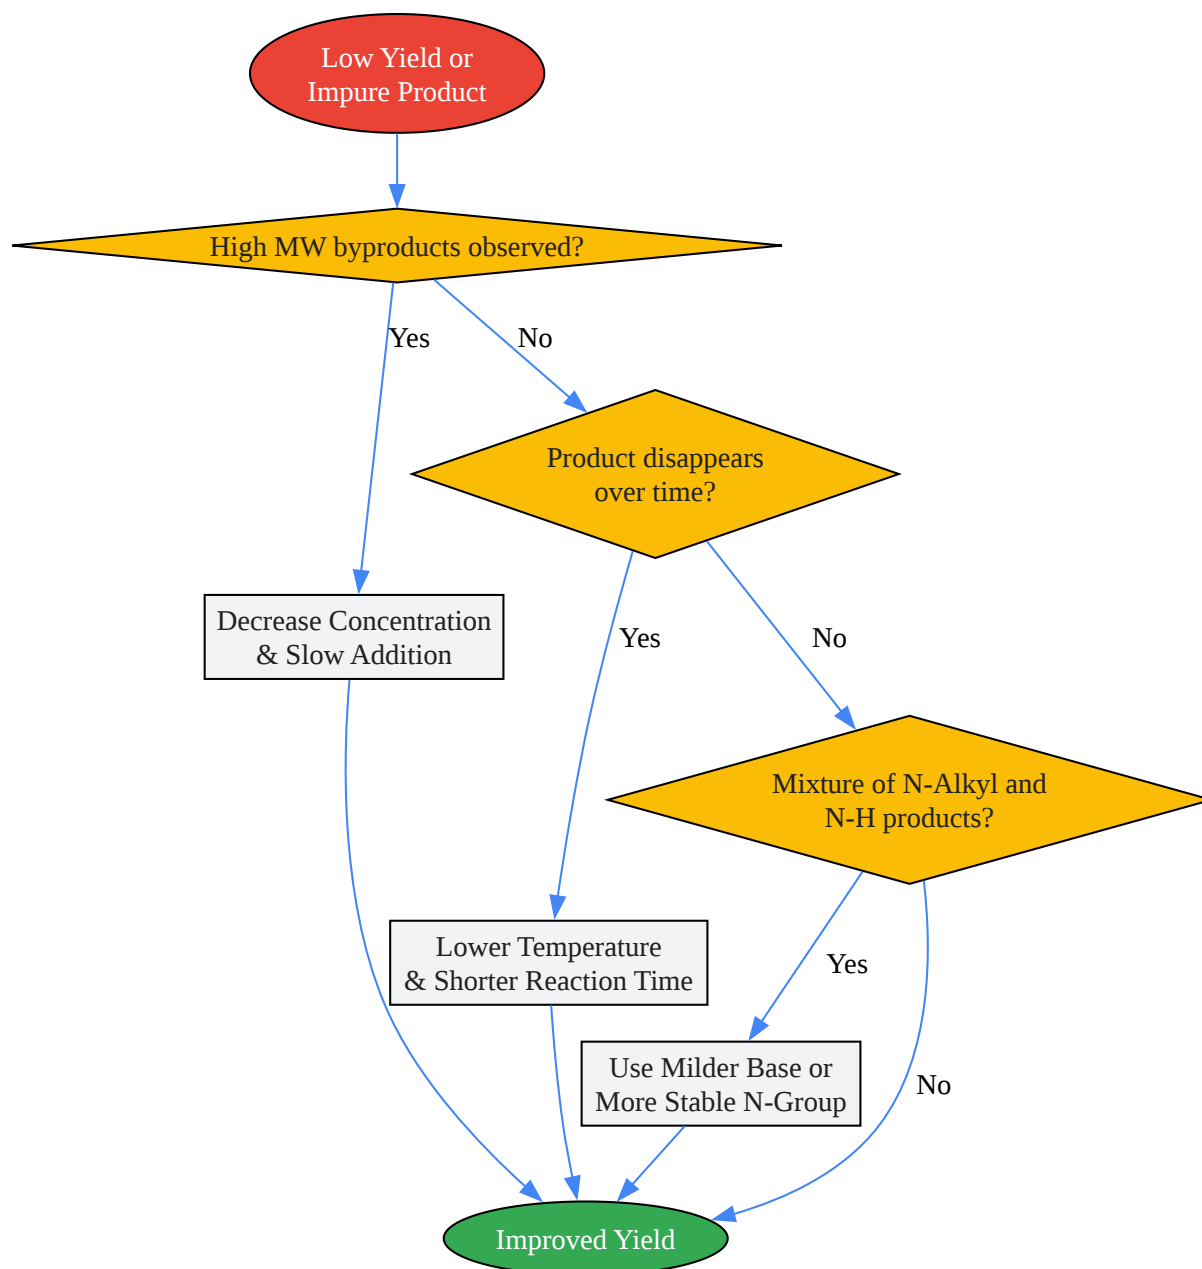 Low Yield or
Impure Product
High MW byproducts observed?
Yes
No
Product disappears
over time?
Decrease Concentration
& Slow Addition
Yes
No
Mixture of N-Alkyl and
N-H products?
Lower Temperature
& Shorter Reaction Time
Yes
Use Milder Base or
More Stable N-Group
No
Improved Yield